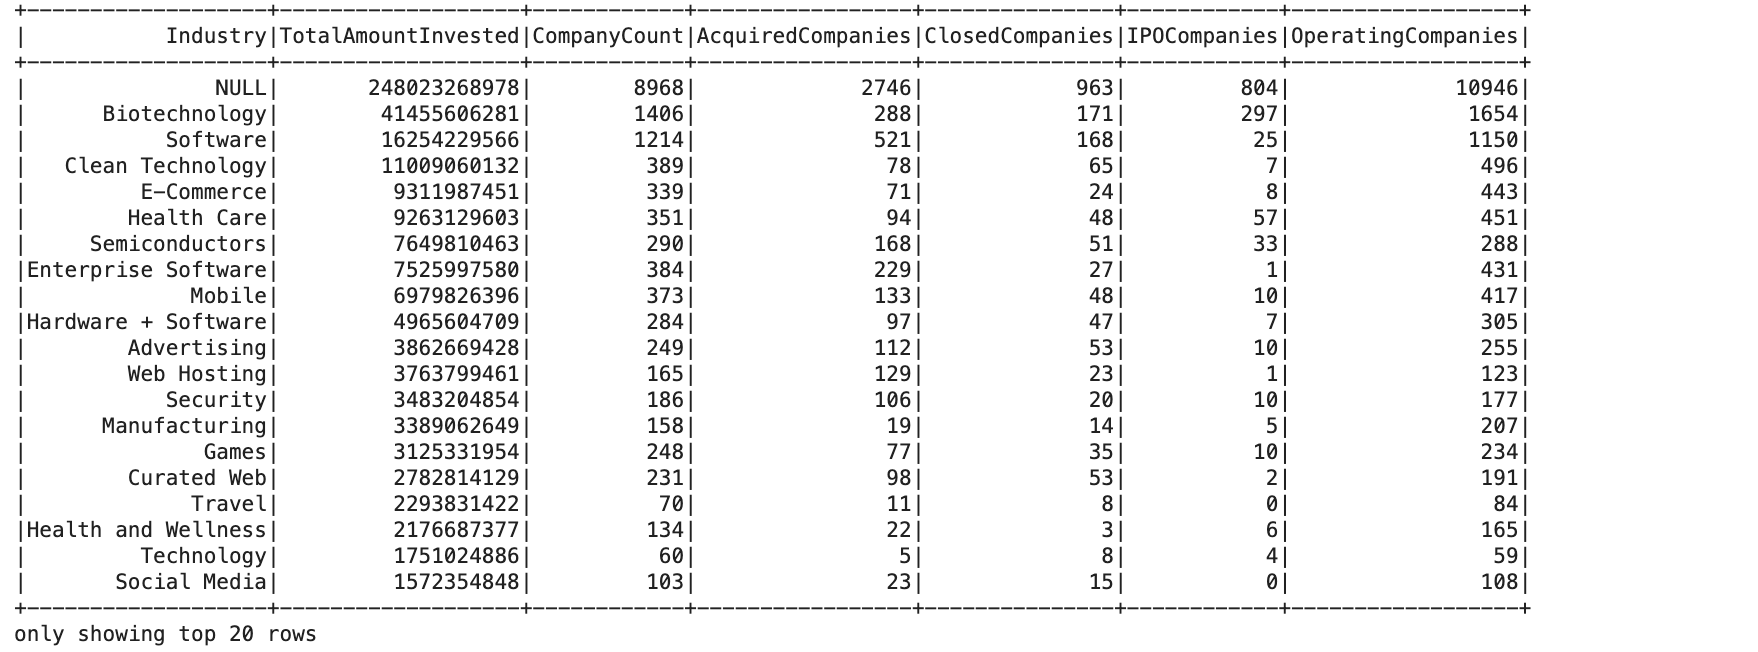 +-------------------+-------------------+------------+-----------------+---------------+------------+------------------+
|           Industry|TotalAmountInvested|CompanyCount|AcquiredCompanies|ClosedCompanies|IPOCompanies|OperatingCompanies|
+-------------------+-------------------+------------+-----------------+---------------+------------+------------------+
|               NULL|       248023268978|        8968|             2746|            963|         804|             10946|
|      Biotechnology|        41455606281|        1406|              288|            171|         297|              1654|
|           Software|        16254229566|        1214|              521|            168|          25|              1150|
|   Clean Technology|        11009060132|         389|               78|             65|           7|               496|
|         E-Commerce|         9311987451|         339|               71|             24|           8|               443|
|        Health Care|         9263129603|         351|               94|             48|          57|               451|
|     Semiconductors|         7649810463|         290|              168|             51|          33|               288|
|Enterprise Software|         7525997580|         384|              229|             27|           1|               431|
|             Mobile|         6979826396|         373|              133|             48|          10|               417|
|Hardware + Software|         4965604709|         284|               97|             47|           7|               305|
|        Advertising|         3862669428|         249|              112|             53|          10|               255|
|        Web Hosting|         3763799461|         165|              129|             23|           1|               123|
|           Security|         3483204854|         186|              106|             20|          10|               177|
|      Manufacturing|         3389062649|         158|               19|             14|           5|               207|
|              Games|         3125331954|         248|               77|             35|          10|               234|
|        Curated Web|         2782814129|         231|               98|             53|           2|               191|
|             Travel|         2293831422|          70|               11|              8|           0|                84|
|Health and Wellness|         2176687377|         134|               22|              3|           6|               165|
|         Technology|         1751024886|          60|                5|              8|           4|                59|
|       Social Media|         1572354848|         103|               23|             15|           0|               108|
+-------------------+-------------------+------------+-----------------+---------------+------------+------------------+
only showing top 20 rows